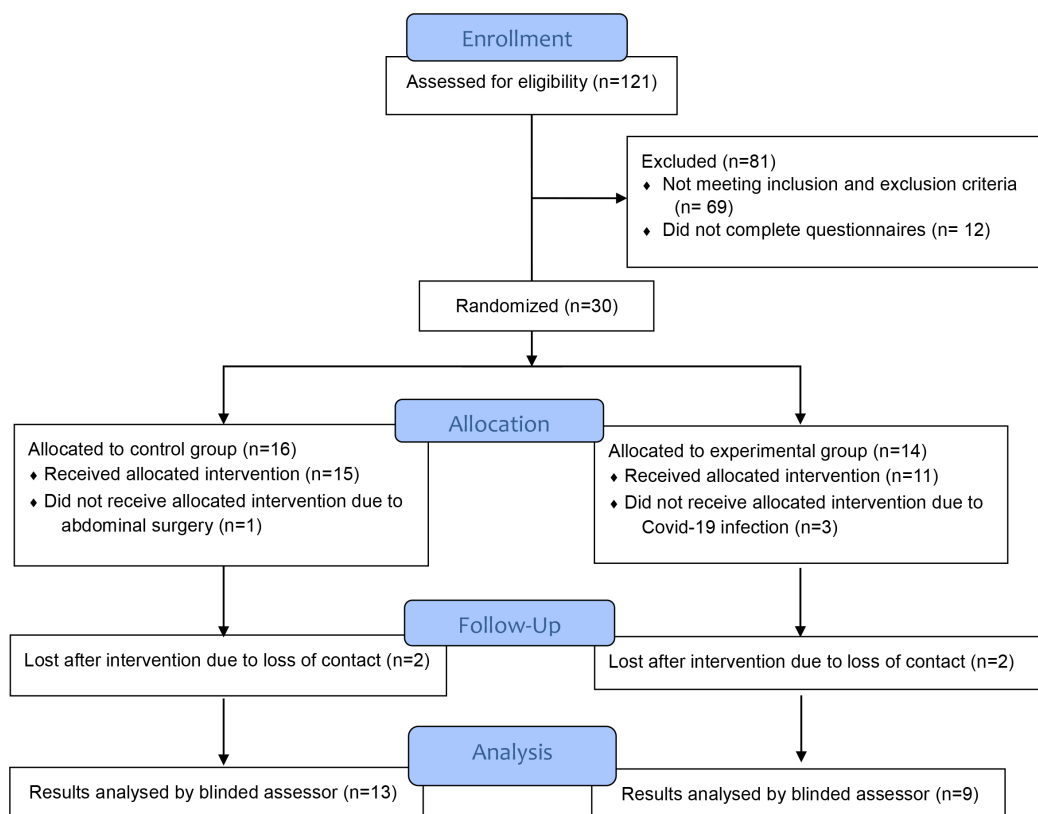 Enrollment
Assessed for eligibility (n=121)
Excluded (n=81)
♦ Not meeting inclusion and exclusion criteria
(n= 69)
♦ Did not complete questionnaires (n= 12)
Randomized (n=30)
Allocation
Allocated to control group (n=16)
♦ Received allocated intervention (n=15)
♦ Did not receive allocated intervention due to
abdominal surgery (n=1)
Allocated to experimental group (n=14)
♦ Received allocated intervention (n=11)
♦ Did not receive allocated intervention due to
Covid-19 infection (n=3)
Follow-Up
Lost after intervention due to loss of contact (n=2)
Lost after intervention due to loss of contact (n=2)
Analysis
Results analysed by blinded assessor (n=13)
Results analysed by blinded assessor (n=9)